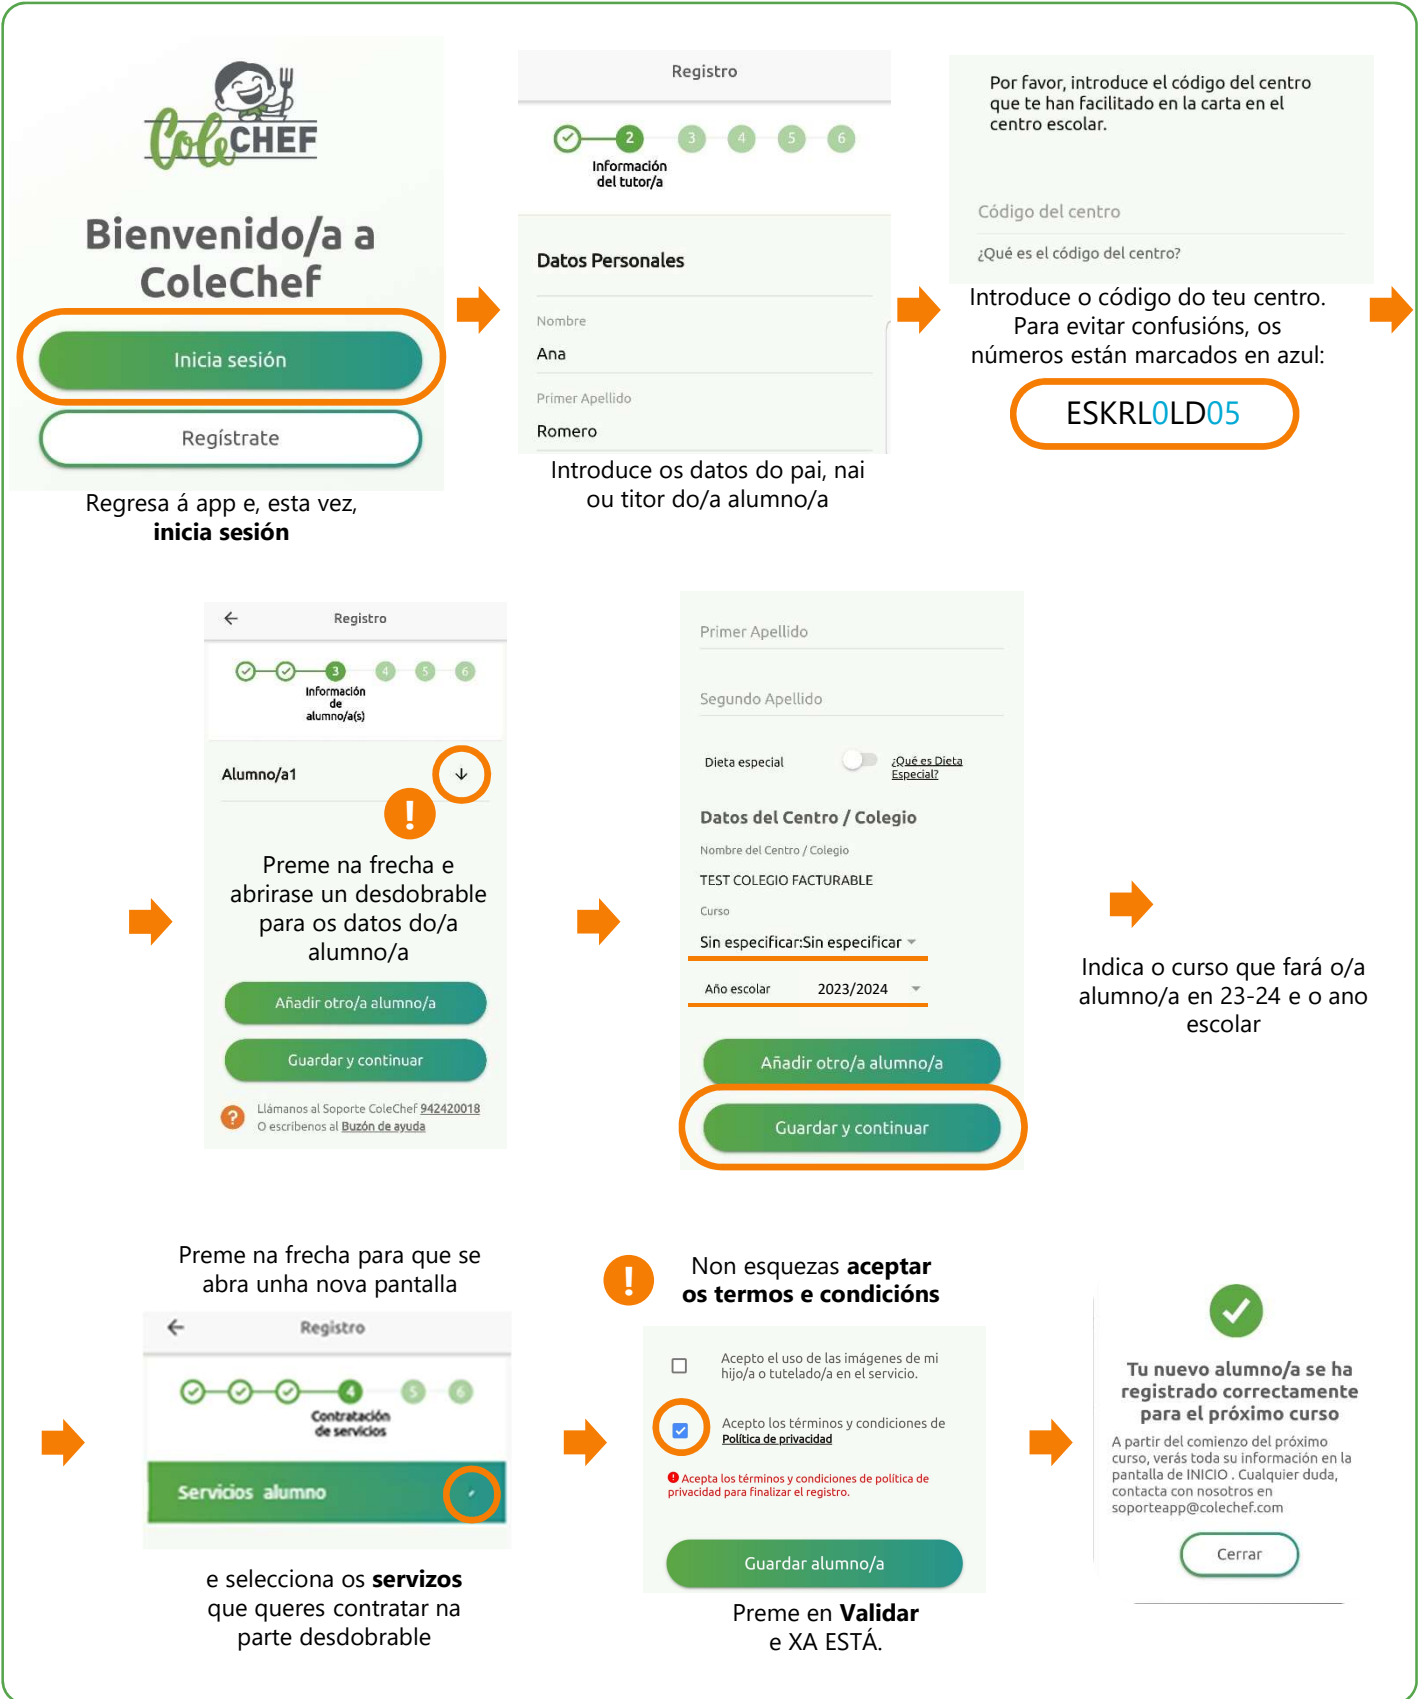 ColeCHEF
Bienvenido/a a
ColeChef
Inicia sesión
Regístrate
Regresa á app e, esta vez,
inicia sesión
Registro
2 3 4 5 6
Información
del tutor/a
Datos Personales
Nombre
Ana
Primer Apellido
Romero
Introduce os datos do pai, nai
ou titor do/a alumno/a
Por favor, introduce el código del centro
que te han facilitado en la carta en el
centro escolar.
Código del centro
¿Qué es el código del centro?
Introduce o código do teu centro.
Para evitar confusións, os
números están marcados en azul:
ESKRL0LD05
Registro
3 4 5 6
Información
de
alumno/a(s)
Alumno/a1
!
Preme na frecha e
abrirase un desdobrable
para os datos do/a
alumno/a
Añadir otro/a alumno/a
Guardar y continuar
?
Llámanos al Soporte ColeChef 942420018
O escríbenos al Buzón de ayuda
Primer Apellido
Segundo Apellido
Dieta especial
¿Qué es Dieta
Especial?
Datos del Centro / Colegio
Nombre del Centro / Colegio
TEST COLEGIO FACTURABLE
Curso
Sin especificar:Sin especificar
Año escolar 2023/2024
Añadir otro/a alumno/a
Guardar y continuar
Indica o curso que fará o/a
alumno/a en 23-24 e o ano
escolar
Preme na frecha para que se
abra unha nova pantalla
Registro
4 5 6
Contratación
de servicios
Servicios alumno
e selecciona os servizos
que queres contratar na
parte desdobrable
!
Non esquezas aceptar
os termos e condicións
Acepto el uso de las imágenes de mi
hijo/a o tutelado/a en el servicio.
Acepto los términos y condiciones de
Política de privacidad
! Acepta los términos y condiciones de política de
privacidad para finalizar el registro.
Guardar alumno/a
Preme en Validar
e XA ESTÁ.
Tu nuevo alumno/a se ha
registrado correctamente
para el próximo curso
A partir del comienzo del próximo
curso, verás toda su información en la
pantalla de INICIO . Cualquier duda,
contacta con nosotros en
soporteapp@colechef.com
Cerrar